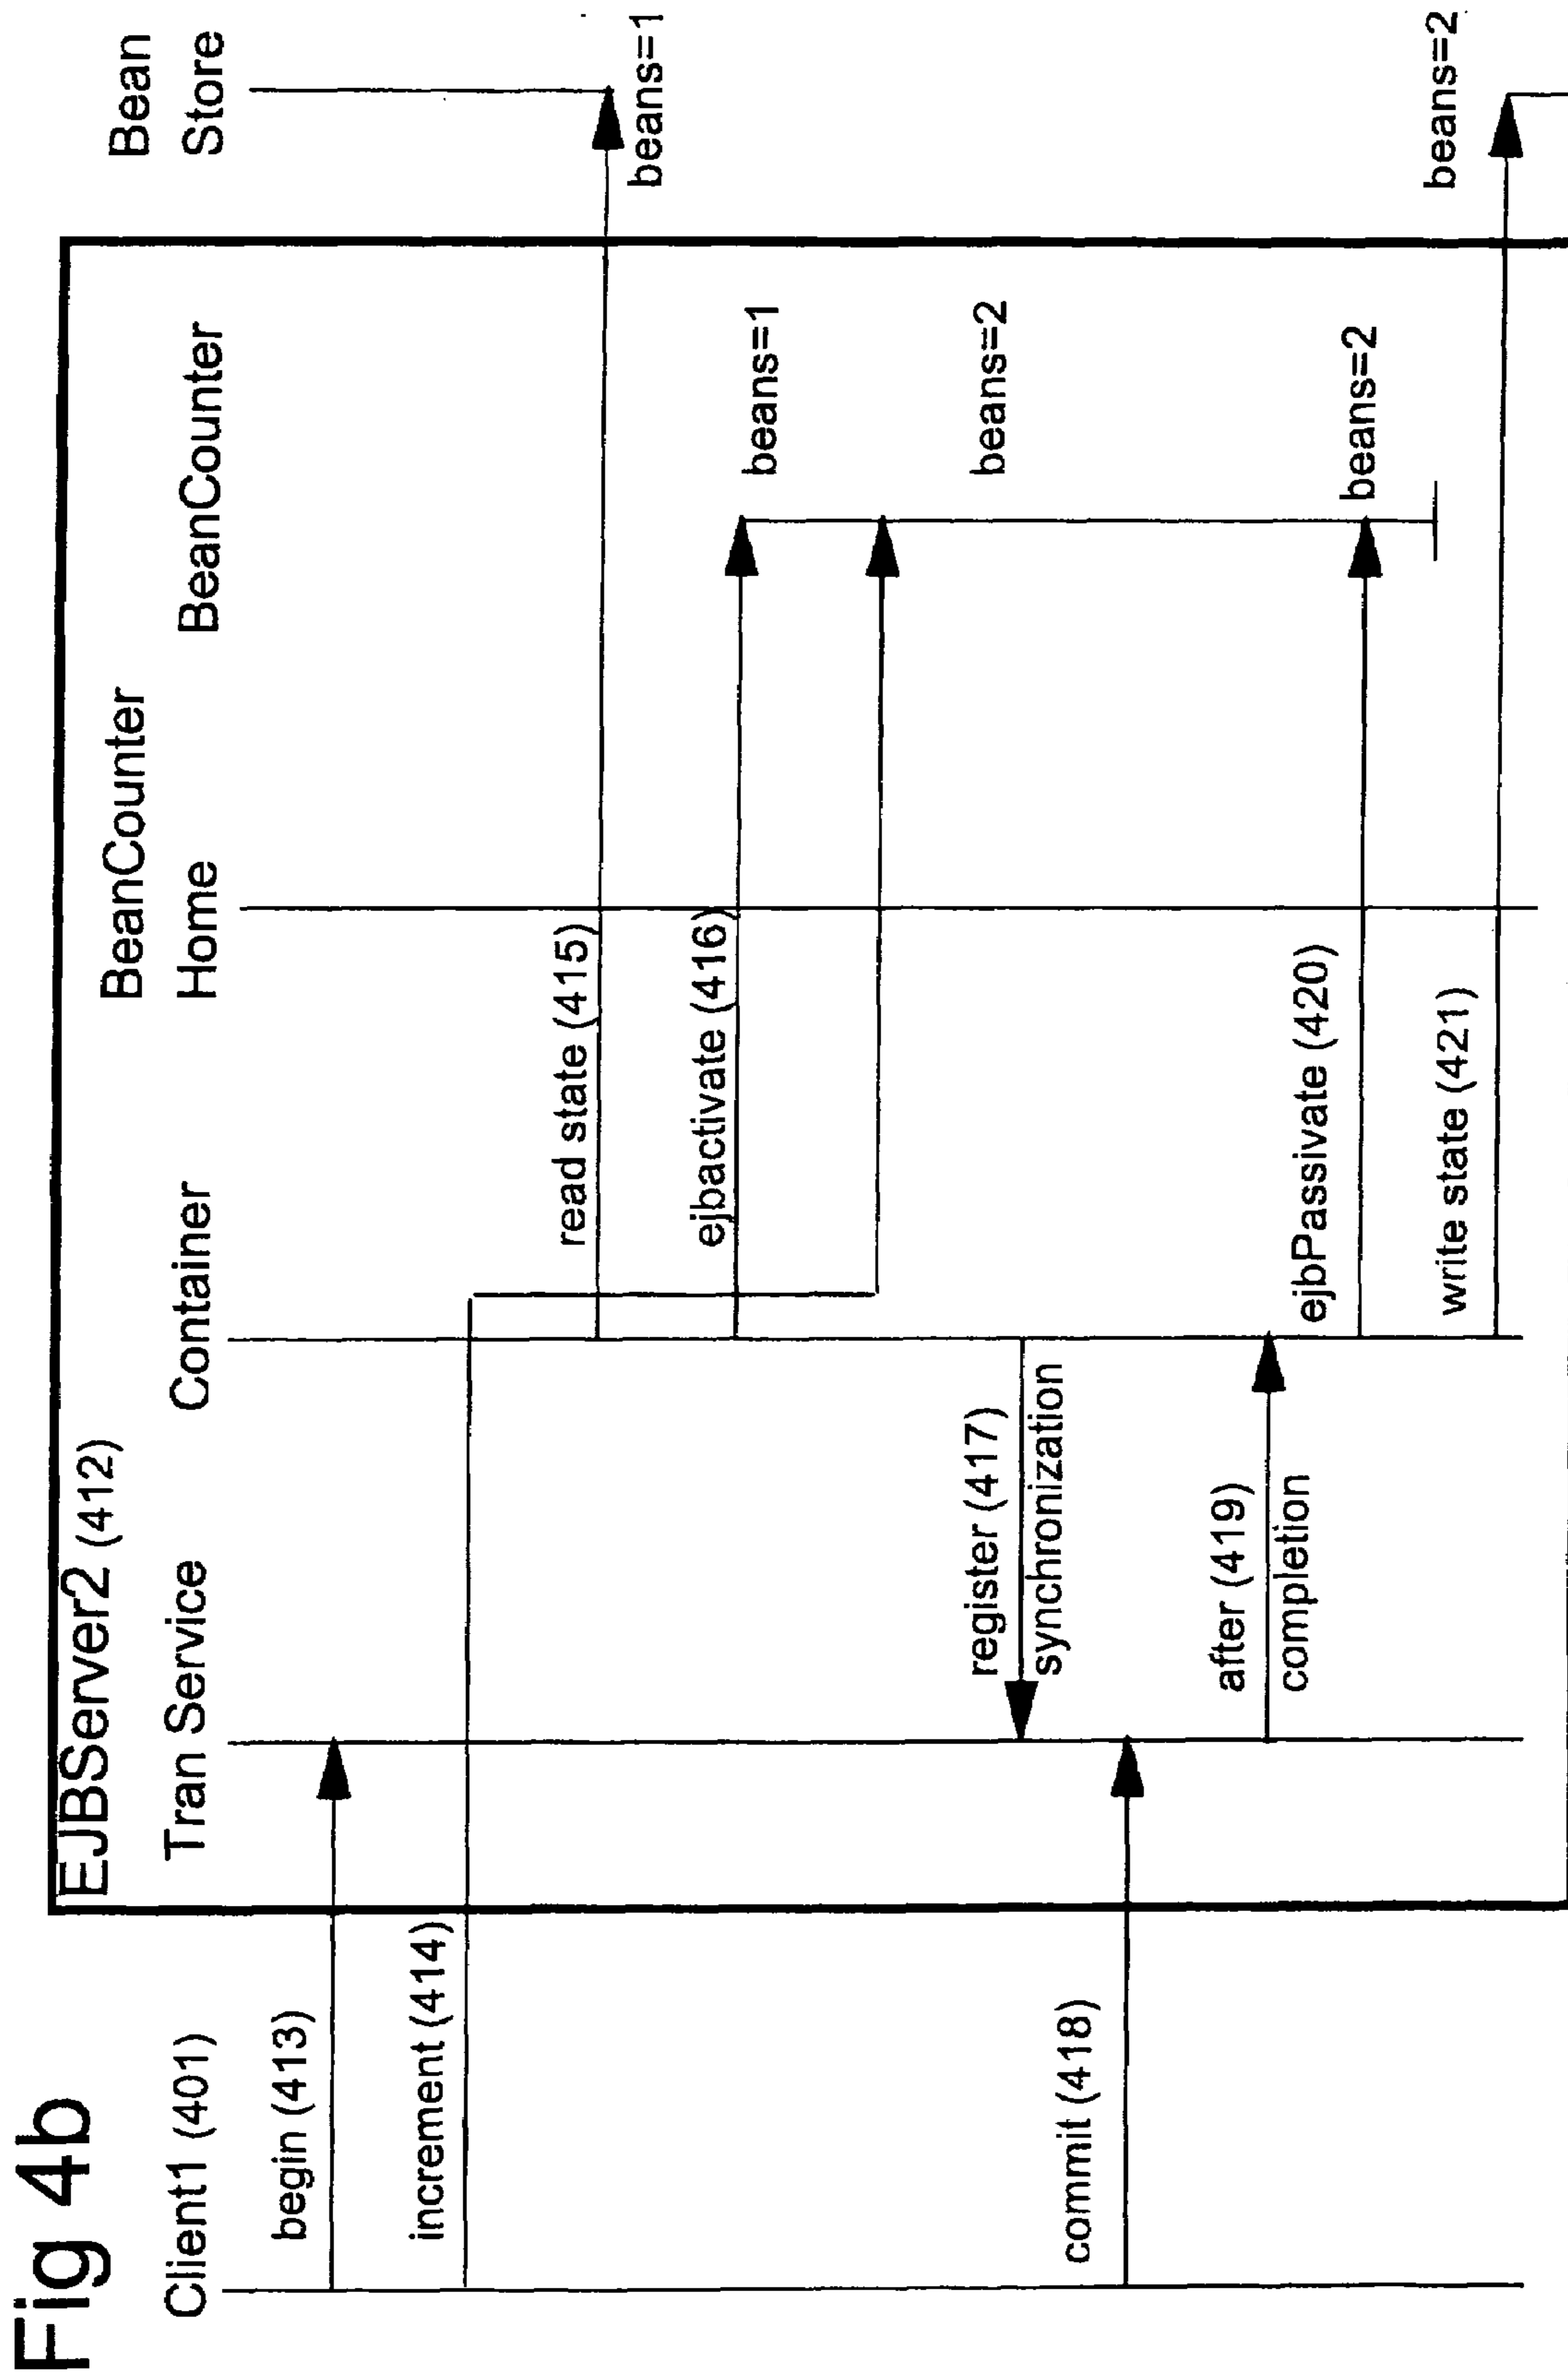 Fig 4b
EJBServer2 (412)
BeanCounter
Bean
Client1 (401)
Tran Service
Container
Home
BeanCounter
Store
begin (413)
increment (414)
read state (415)
beans=1
ejbactivate (416)
beans=1
beans=2
register (417)
synchronization
commit (418)
after (419)
completion
ejbPassivate (420)
beans=2
write state (421)
beans=2